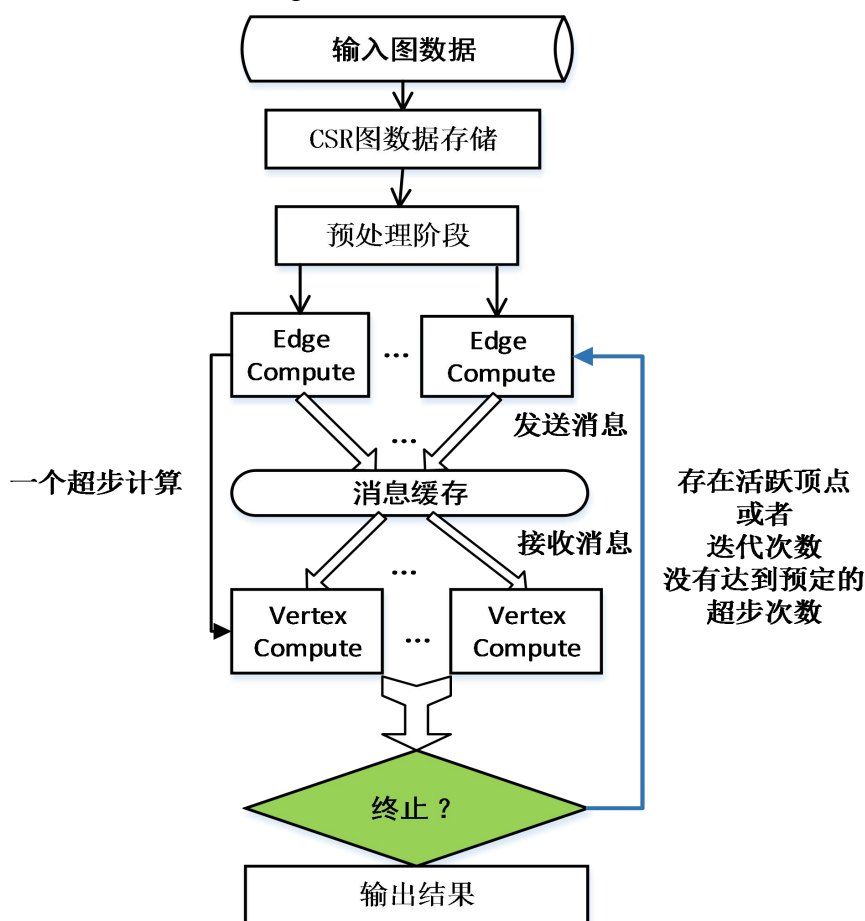 输入图数据
CSR图数据存储
预处理阶段
Edge
Compute
...
Edge
Compute
发送消息
...
一个超步计算
消息缓存
存在活跃顶点
或者
迭代次数
没有达到预定的
超步次数
接收消息
...
Vertex
Compute
...
Vertex
Compute
终止？
输出结果